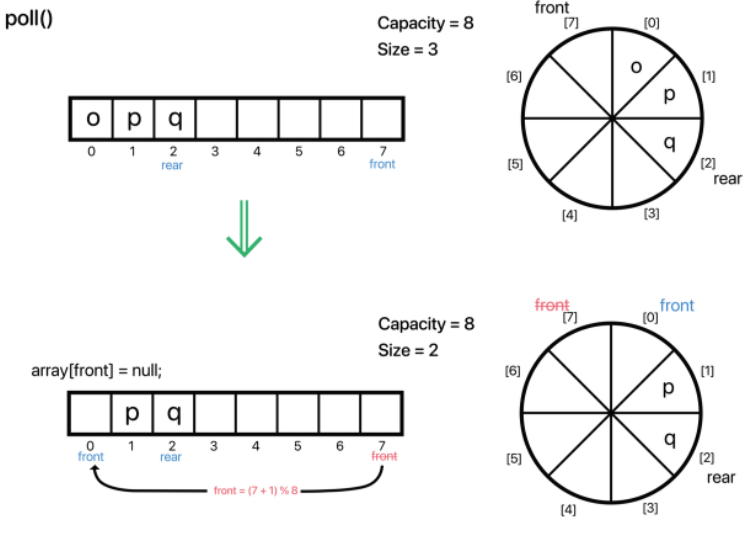 poll()
Capacity = 8
Size = 3
o p q
0 1 2 3 4 5 6 7
rear front
front
[7] [0]
[6] o [1]
p
q
[5] [2]
rear
[4] [3]
Capacity = 8
Size = 2
array[front] = null;
p q
0 1 2 3 4 5 6 7
front rear front
front = (7 + 1) % 8
front front
[7] [0]
[6] [1]
p
q
[5] [2]
rear
[4] [3]